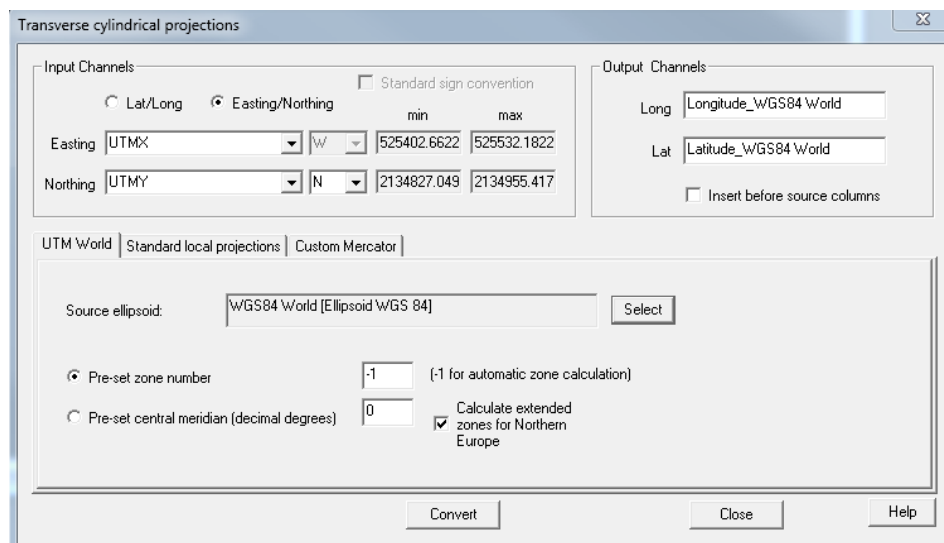 Transverse cylindrical projections
Input Channels
Standard sign convention
Lat/Long
Easting/Northing
min
max
Easting
UTMX
W
525402.6622
525532.1822
Northing
UTMY
N
2134827.049
2134955.417
Output Channels
Long
Longitude_WGS84 World
Lat
Latitude_WGS84 World
Insert before source columns
UTM World
Standard local projections
Custom Mercator
Source ellipsoid:
WGS84 World [Ellipsoid WGS 84]
Select
Pre-set zone number
-1
(-1 for automatic zone calculation)
Pre-set central meridian (decimal degrees)
0
Calculate extended
zones for Northern
Europe
Convert
Close
Help